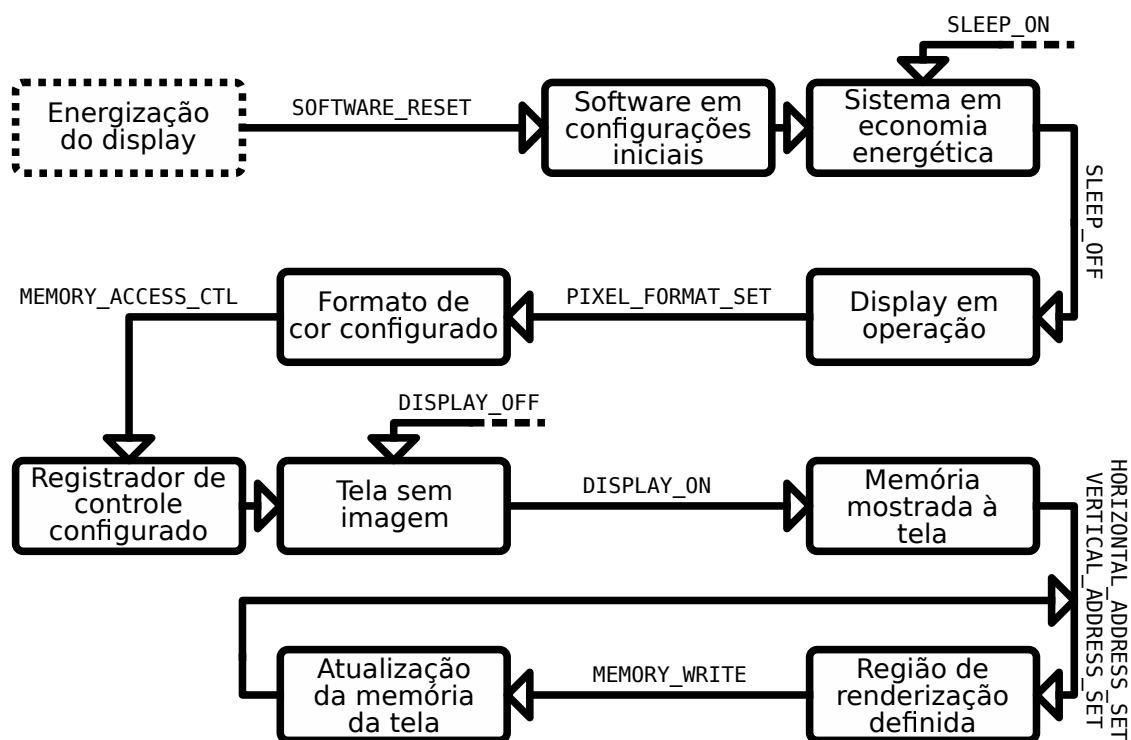 SLEEP_ON
Energização
do display
SOFTWARE_RESET
Software em
configurações
iniciais
Sistema em
economia
energética
SLEEP_OFF
Display em
operação
PIXEL_FORMAT_SET
Formato de
cor configurado
MEMORY_ACCESS_CTL
Registrador de
controle
configurado
DISPLAY_OFF
Tela sem
imagem
DISPLAY_ON
Memória
mostrada à
tela
HORIZONTAL_ADDRESS_SET
VERTICAL_ADDRESS_SET
Região de
renderização
definida
MEMORY_WRITE
Atualização
da memória
da tela